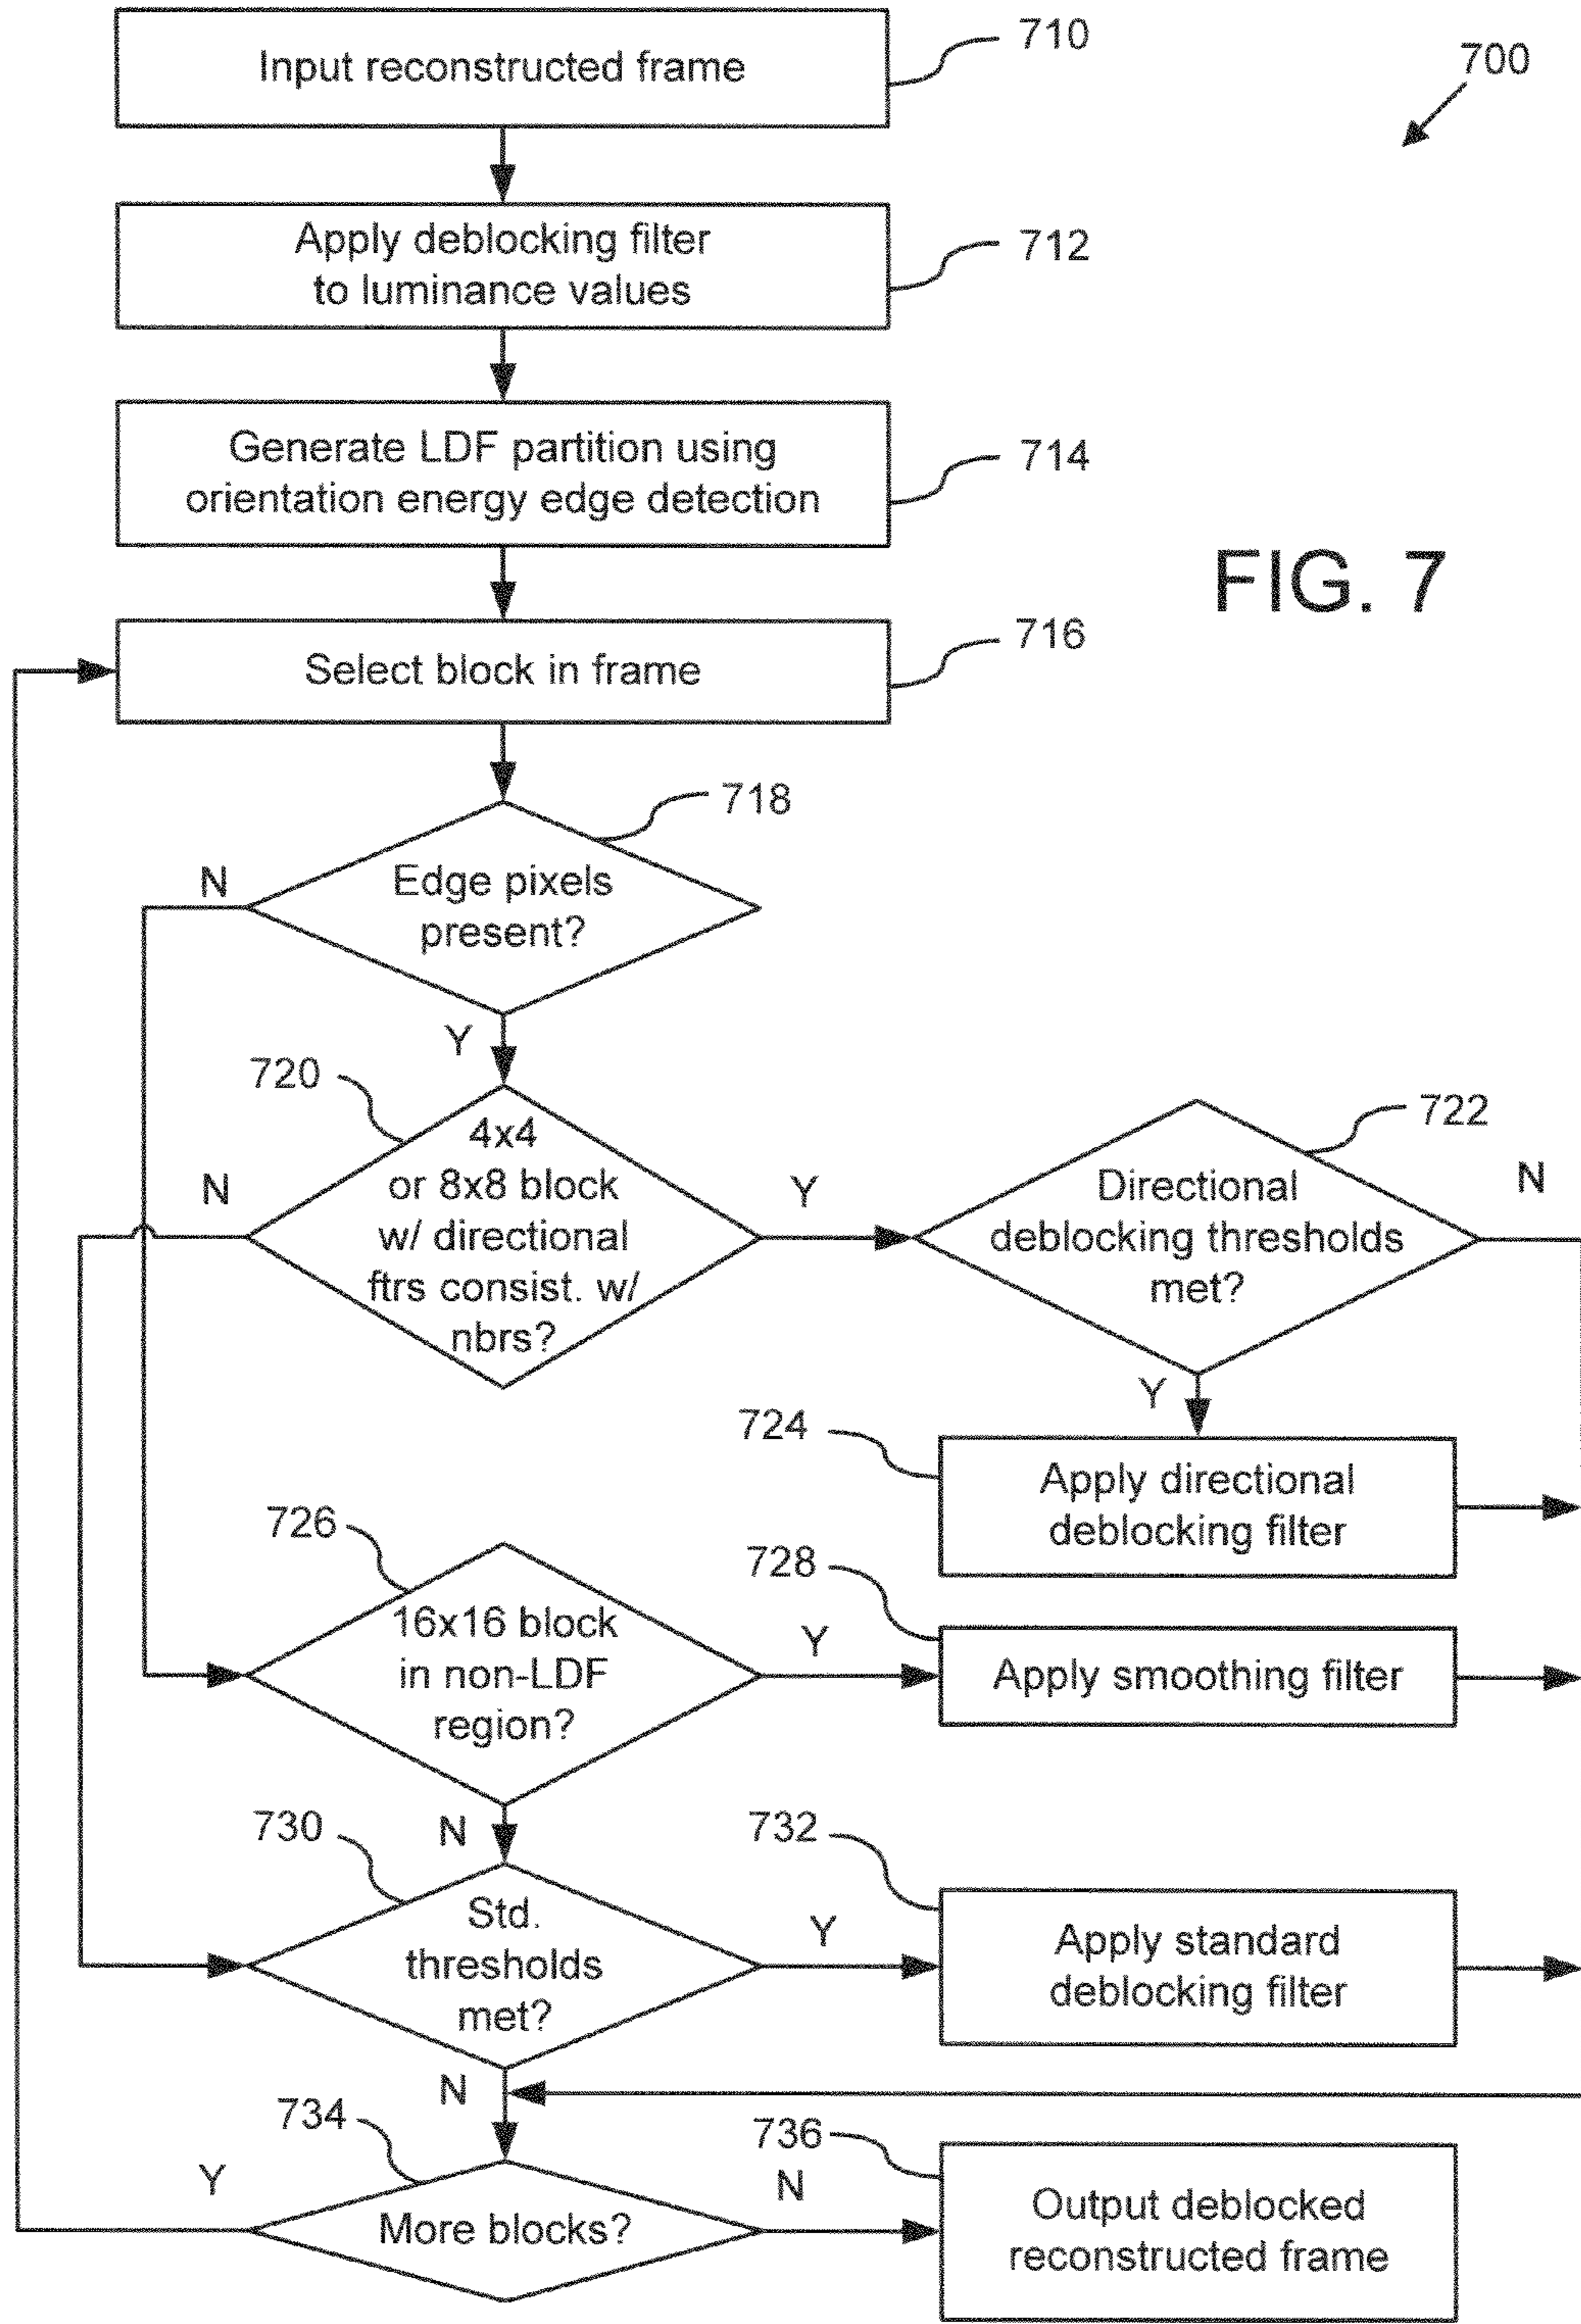 Input reconstructed frame
710
700
Apply deblocking filter
to luminance values
712
Generate LDF partition using
orientation energy edge detection
714
FIG. 7
Select block in frame
716
718
Edge pixels
present?
N
Y
720
4x4
or 8x8 block
w/ directional
ftrs consist. w/
nbrs?
N
Y
722
Directional
deblocking thresholds
met?
N
Y
724
Apply directional
deblocking filter
726
16x16 block
in non-LDF
region?
Y
728
Apply smoothing filter
N
730
Std.
thresholds
met?
Y
732
Apply standard
deblocking filter
N
734
More blocks?
Y
N
736
Output deblocked
reconstructed frame